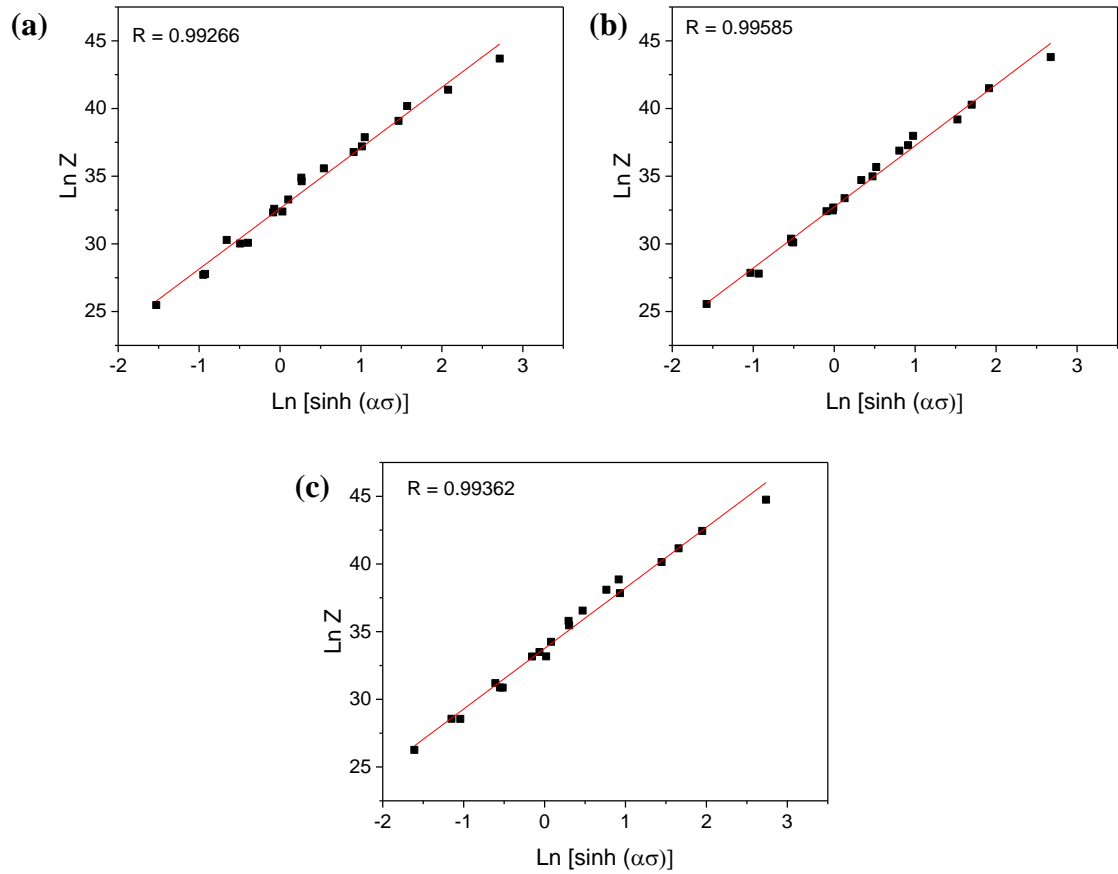 (a)
R = 0.99266
45
40
35
30
25
Ln Z
-2 -1 0 1 2 3
Ln [sinh (ασ)]
(b)
R = 0.99585
45
40
35
30
25
Ln Z
-2 -1 0 1 2 3
Ln [sinh (ασ)]
(c)
R = 0.99362
45
40
35
30
25
Ln Z
-2 -1 0 1 2 3
Ln [sinh (ασ)]